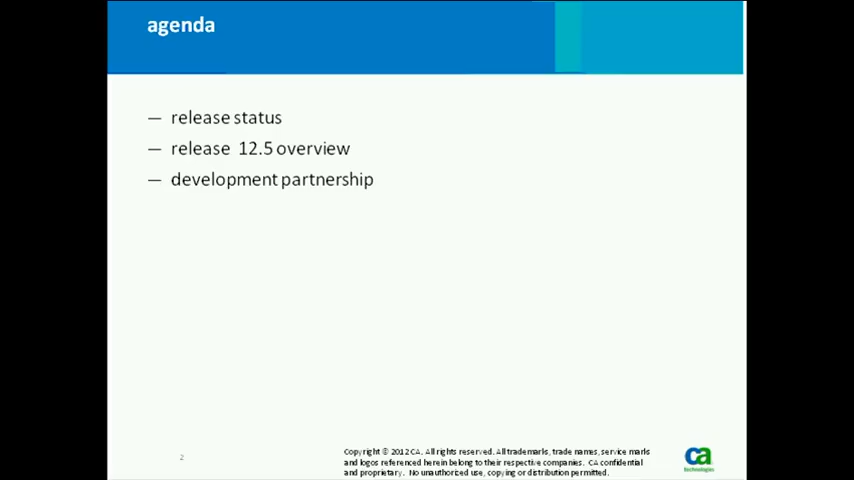 agenda
— release status
— release 12.5 overview
— development partnership
2
Copyright © 2012 CA. All rights reserved. All trademarks, trade names, service marks
and logos referenced herein belong to their respective companies. CA confidential
and proprietary. No unauthorized use, copying or distribution permitted.
ca
technologies